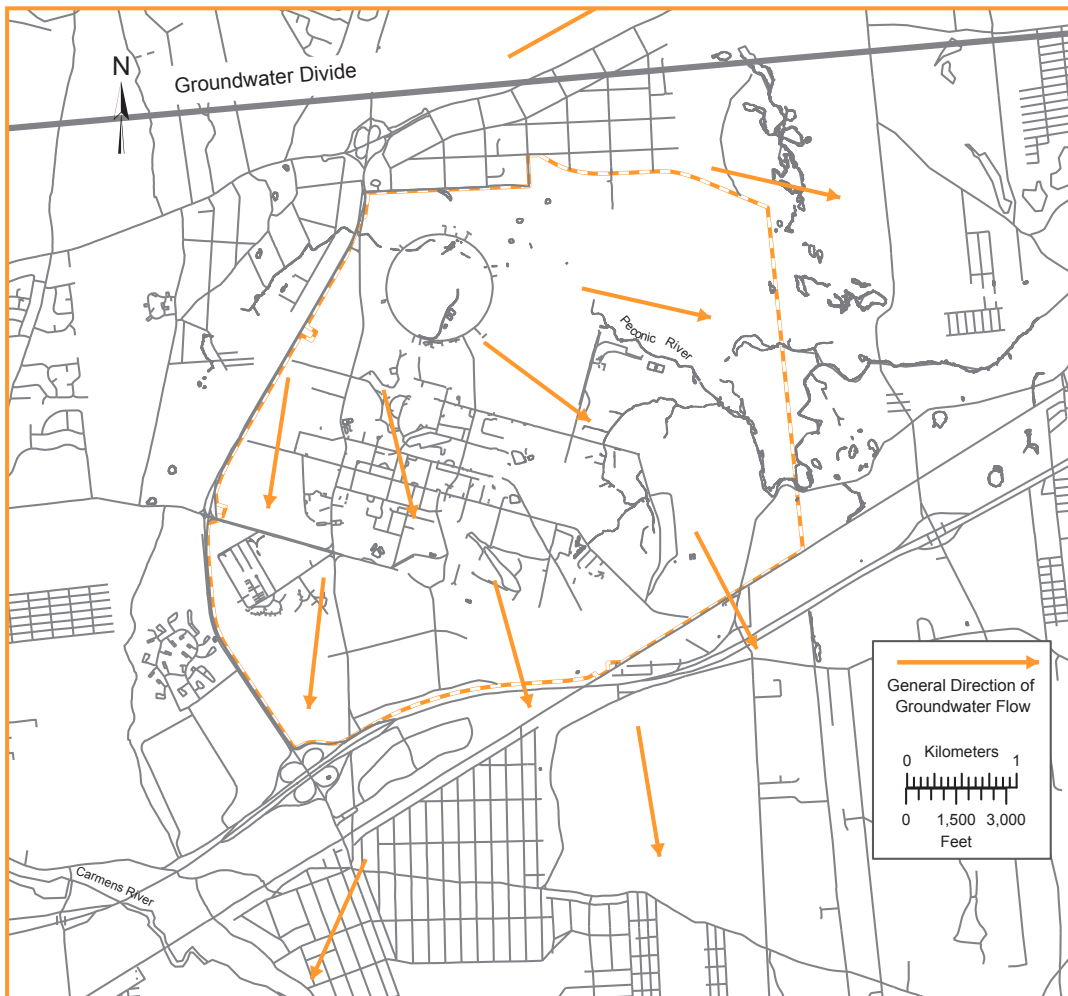 N
Groundwater Divide
Peconic River
General Direction of
Groundwater Flow
Kilometers
0 1
0 1,500 3,000
Feet
Carmens River